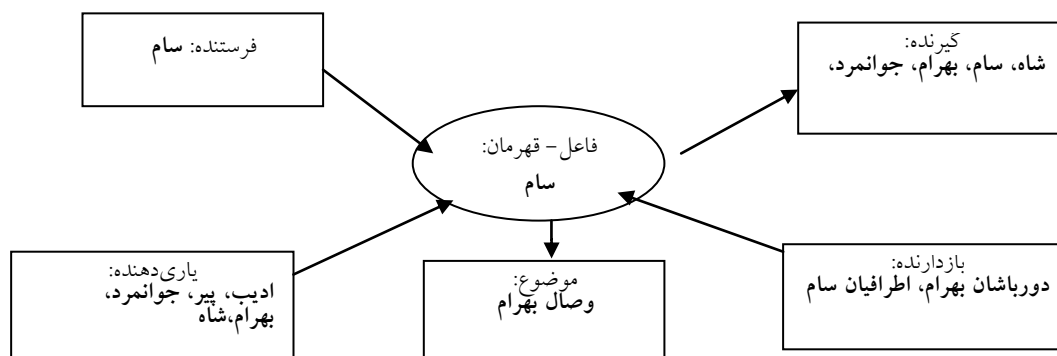 گیرنده:
شاه، سام، بهرام، جوانمرد،
فرستنده: سام
فاعل – قهرمان:
سام
بازدارنده:
دورباشان بهرام، اطرافیان سام
موضوع:
وصال بهرام
یاری‌دهنده:
ادیب، پیر، جوانمرد،
بهرام،شاه